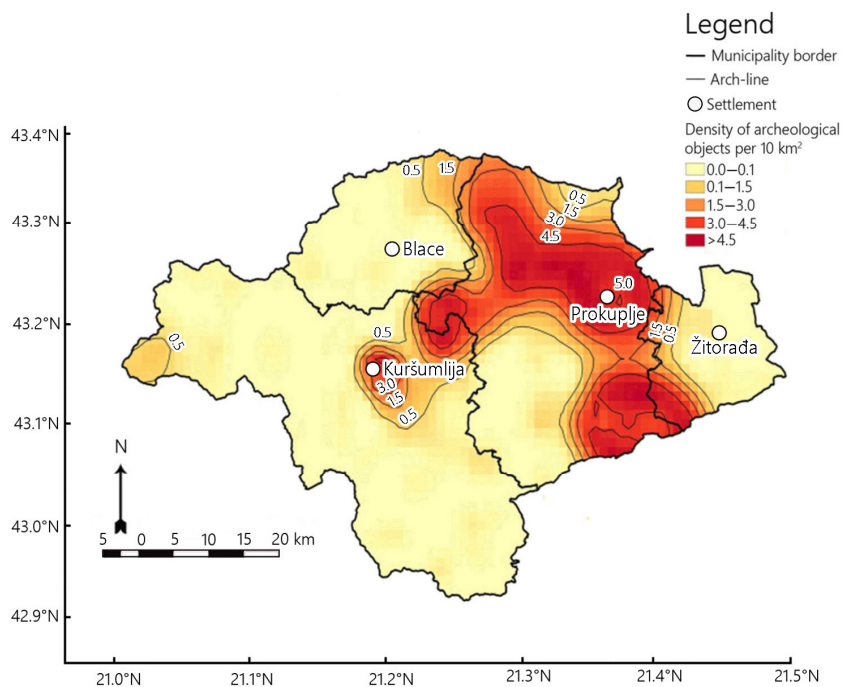 Legend
Municipality border
Arch-line
Settlement
Density of archeological
objects per 10 km²
0.0–0.1
0.1–1.5
1.5–3.0
3.0–4.5
>4.5
43.4°N
43.3°N
43.2°N
43.1°N
43.0°N
42.9°N
0.5
1.5
0.5
1.5
3.0
4.5
Blace
5.0
Prokuplje
1.5
0.5
Žitorađa
0.5
0.5
Kuršumlija
3.0
1.5
0.5
N
5 0 5 10 15 20 km
21.0°N
21.1°N
21.2°N
21.3°N
21.4°N
21.5°N